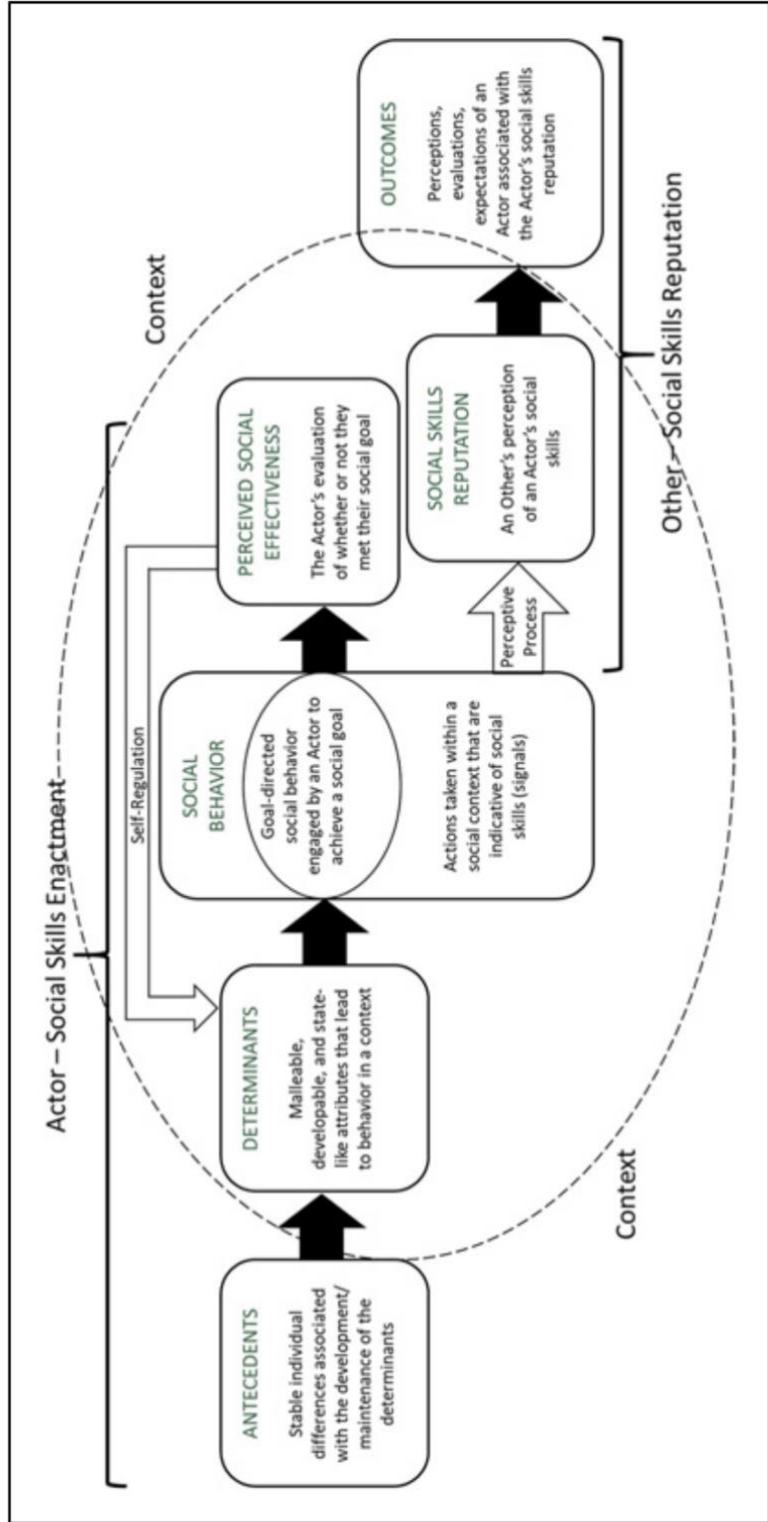 Actor – Social Skills Enactment
Context
Self-Regulation
ANTECEDENTS
Stable individual
differences associated
with the development/
maintenance of the
determinants
DETERMINANTS
Malleable,
developable, and state-
like attributes that lead
to behavior in a context
SOCIAL
BEHAVIOR
Goal-directed
social behavior
engaged by an Actor to
achieve a social goal
Actions taken within a
social context that are
indicative of social
skills (signals)
PERCEIVED SOCIAL
EFFECTIVENESS
The Actor's evaluation
of whether or not they
met their social goal
Perceptive
Process
SOCIAL SKILLS
REPUTATION
An Other's perception
of an Actor's social
skills
OUTCOMES
Perceptions,
evaluations,
expectations of an
Actor associated with
the Actor's social skills
reputation
Context
Other – Social Skills Reputation